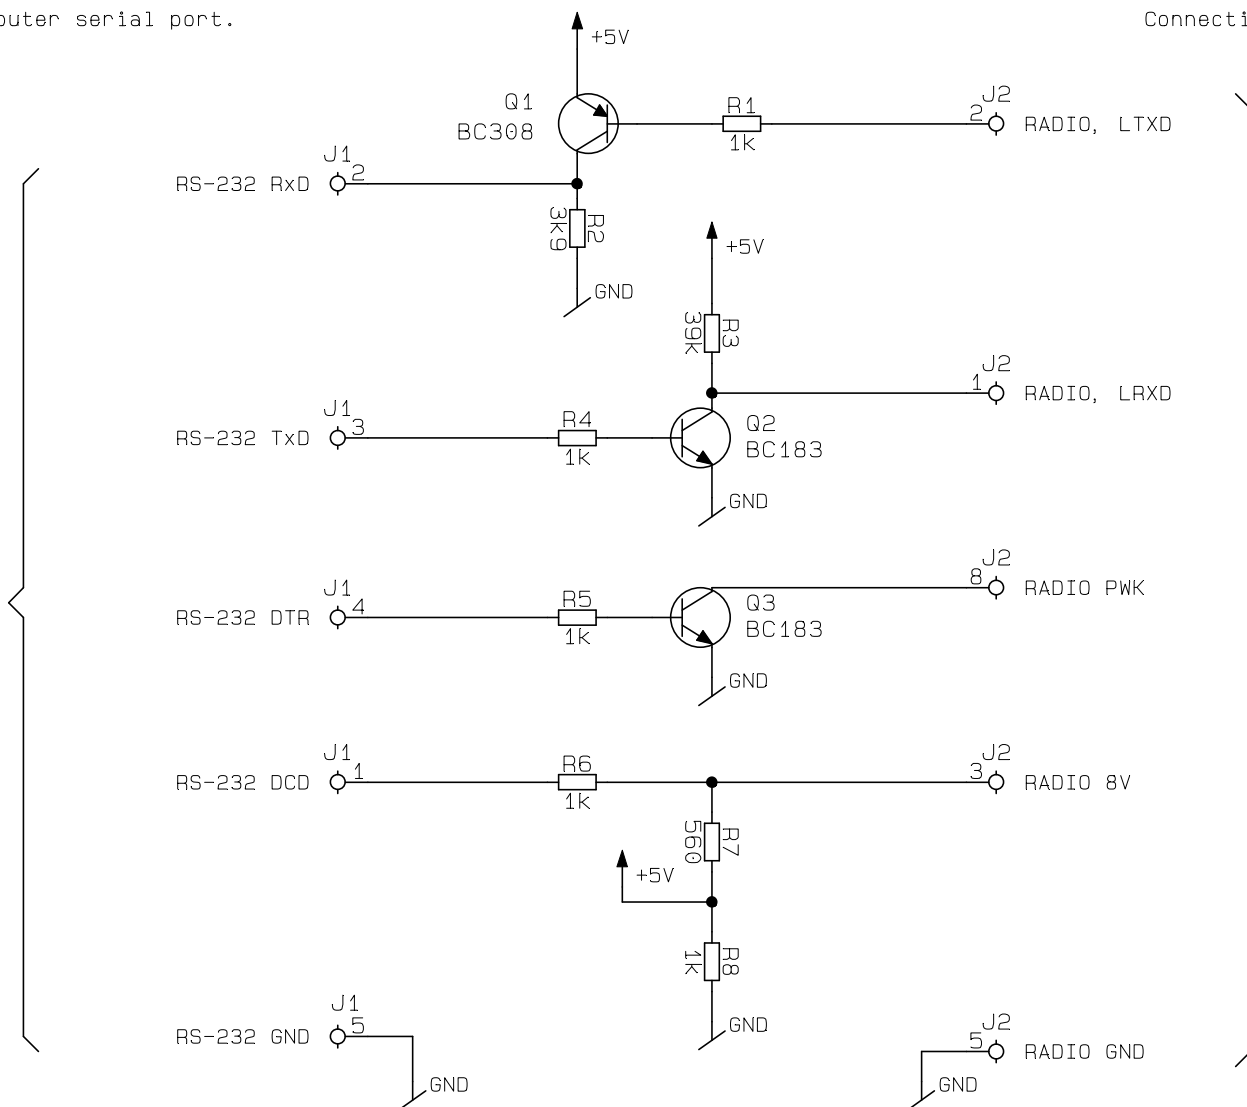 outer serial port.
Connecti
+5V
Q1
BC308
R1
1k
J2
2
RADIO, LTXD
J1
2
RS-232 RxD
R2
3k9
GND
+5V
R3
39k
J2
1
RADIO, LRXD
J1
3
RS-232 TxD
R4
1k
Q2
BC183
GND
J2
8
RADIO PWK
J1
4
RS-232 DTR
R5
1k
Q3
BC183
GND
J1
1
RS-232 DCD
R6
1k
J2
3
RADIO 8V
R7
560
+5V
R8
1k
GND
J1
5
RS-232 GND
GND
J2
5
RADIO GND
GND